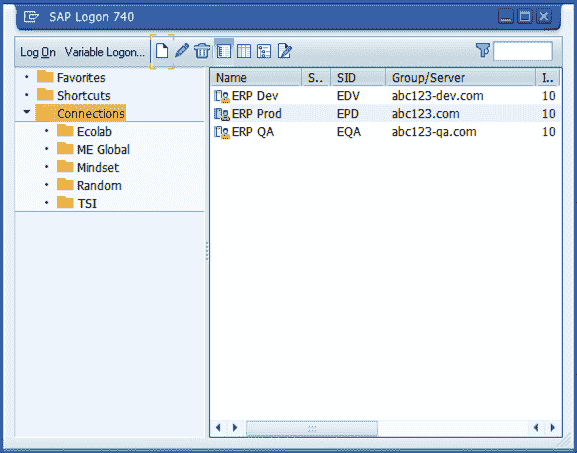 SAP Logon 740
Log On Variable Logon...
Favorites
Shortcuts
Connections
Ecolab
ME Global
Mindset
Random
TSI
Name S.. SID Group/Server I..
ERP Dev EDV abc123-dev.com 10
ERP Prod EPD abc123.com 10
ERP QA EQA abc123-qa.com 10